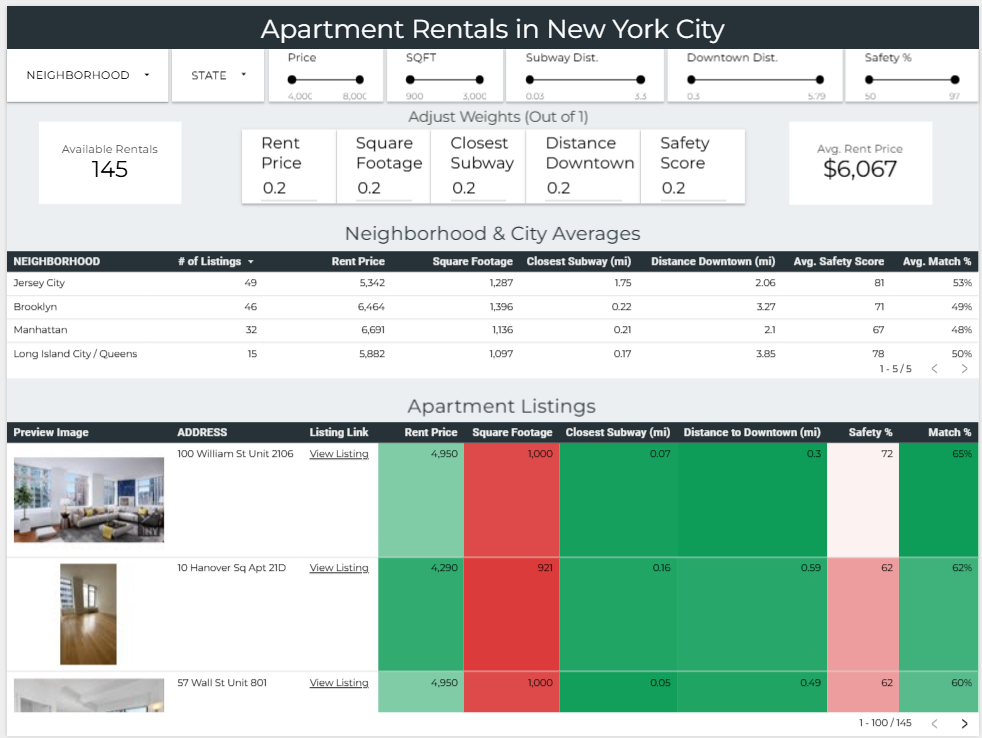 Apartment Rentals in New York City
NEIGHBORHOOD
STATE
Price
4,000 8,000
SQFT
900 3,000
Subway Dist.
0.03 3.3
Downtown Dist.
0.3 5.79
Safety %
50 97
Adjust Weights (Out of 1)
Available Rentals
145
Rent Price
0.2
Square Footage
0.2
Closest Subway
0.2
Distance Downtown
0.2
Safety Score
0.2
Avg. Rent Price
$6,067
Neighborhood & City Averages
NEIGHBORHOOD # of Listings Rent Price Square Footage Closest Subway (mi) Distance Downtown (mi) Avg. Safety Score Avg. Match %
Jersey City 49 5,342 1,287 1.75 2.06 81 53%
Brooklyn 46 6,464 1,396 0.22 3.27 71 49%
Manhattan 32 6,691 1,136 0.21 2.1 67 48%
Long Island City / Queens 15 5,882 1,097 0.17 3.85 78 50%
1 - 5 / 5 < >
Apartment Listings
Preview Image ADDRESS Listing Link Rent Price Square Footage Closest Subway (mi) Distance to Downtown (mi) Safety % Match %
100 William St Unit 2106 View Listing 4,950 1,000 0.07 0.3 72 65%
10 Hanover Sq Apt 21D View Listing 4,290 921 0.16 0.59 62 62%
57 Wall St Unit 801 View Listing 4,950 1,000 0.05 0.49 62 60%
1 - 100 / 145 < >